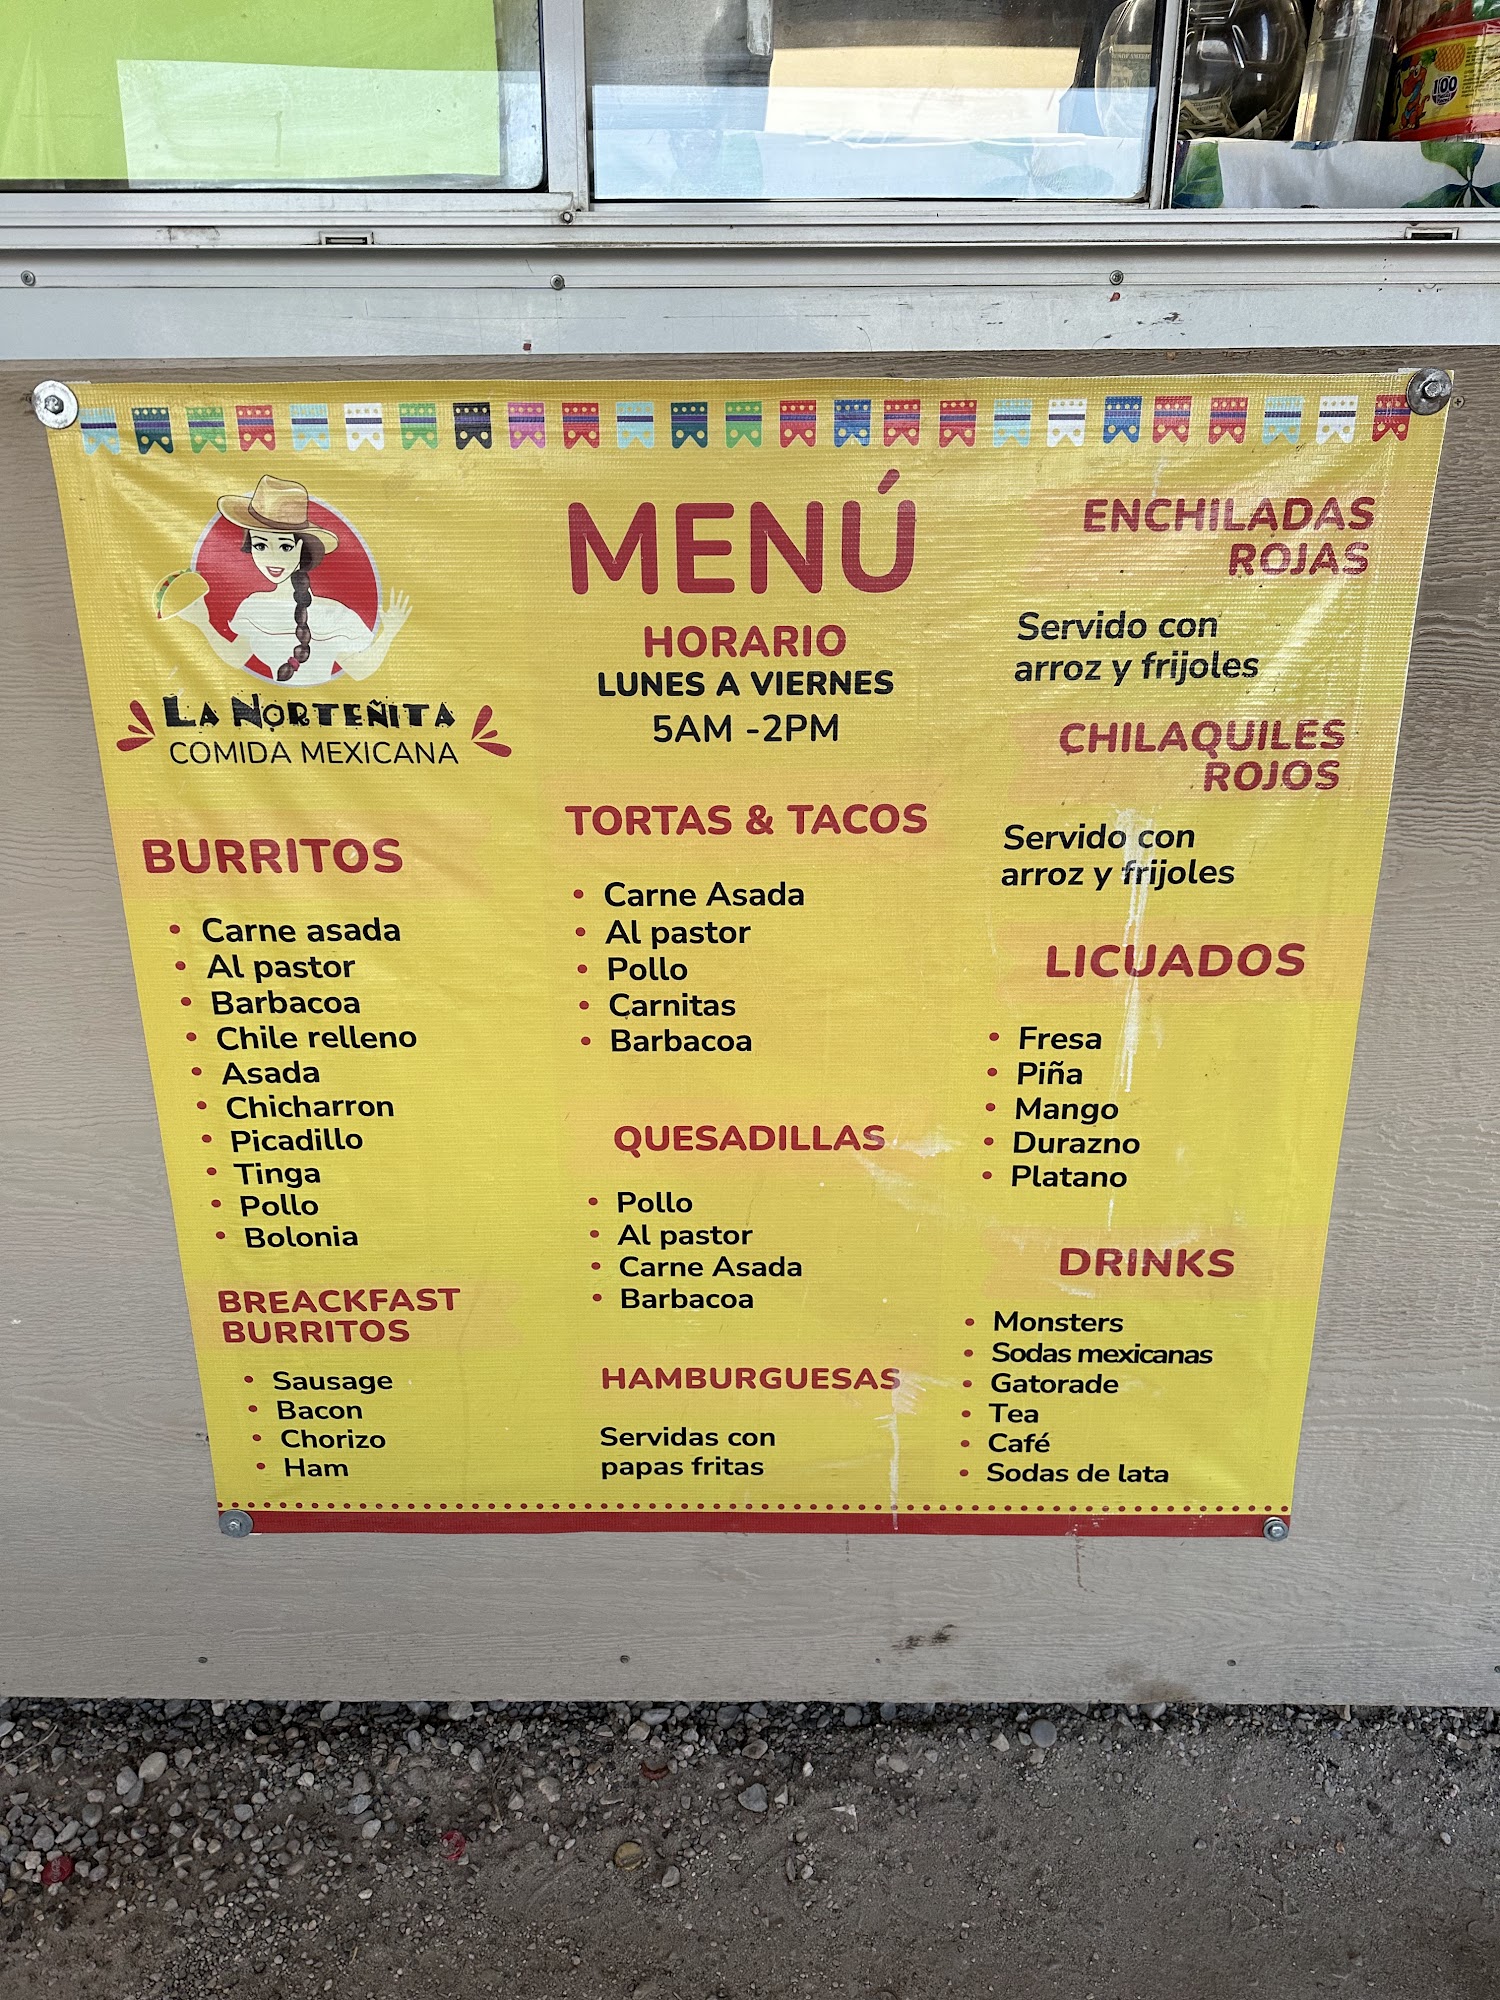 100
LA NORTEÑITA
COMIDA MEXICANA
MENÚ
HORARIO
LUNES A VIERNES
5AM -2PM
BURRITOS
• Carne asada
• Al pastor
• Barbacoa
• Chile relleno
• Asada
• Chicharron
• Picadillo
• Tinga
• Pollo
• Bolonia
BREACKFAST
BURRITOS
• Sausage
• Bacon
• Chorizo
• Ham
TORTAS & TACOS
• Carne Asada
• Al pastor
• Pollo
• Carnitas
• Barbacoa
QUESADILLAS
• Pollo
• Al pastor
• Carne Asada
• Barbacoa
HAMBURGUESAS
Servidas con
papas fritas
ENCHILADAS
ROJAS
Servido con
arroz y frijoles
CHILAQUILES
ROJOS
Servido con
arroz y frijoles
LICUADOS
• Fresa
• Piña
• Mango
• Durazno
• Platano
DRINKS
• Monsters
• Sodas mexicanas
• Gatorade
• Tea
• Café
• Sodas de lata